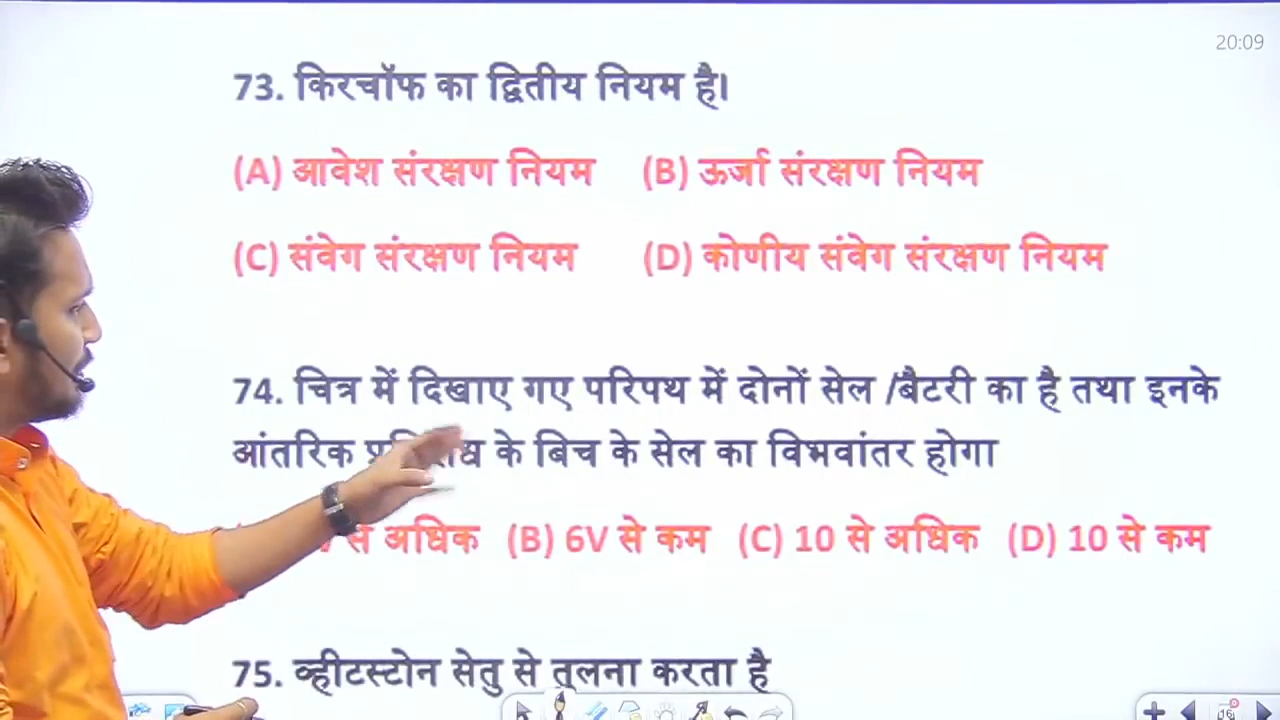 20:09
73. किरचॉफ का द्वितीय नियम है।
(A) आवेश संरक्षण नियम (B) ऊर्जा संरक्षण नियम
(C) संवेग संरक्षण नियम (D) कोणीय संवेग संरक्षण नियम
74. चित्र में दिखाए गए परिपथ में दोनों सेल /बैटरी का है तथा इनके
आंतरिक के बिच के सेल का विभवांतर होगा
से अधिक (B) 6V से कम (C) 10 से अधिक (D) 10 से कम
75. व्हीटस्टोन सेतु से तुलना करता है